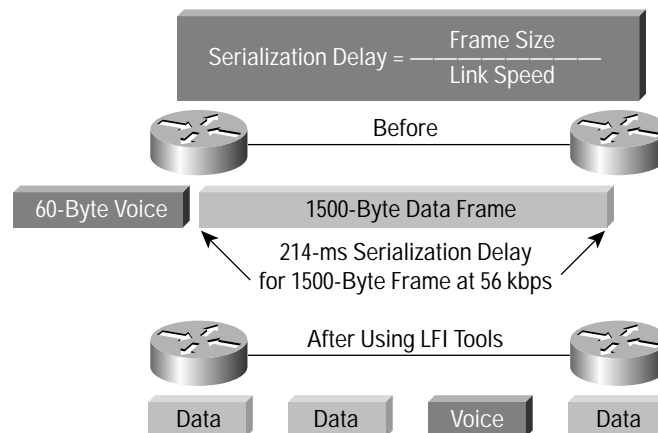 Serialization Delay = Frame Size
Link Speed
Before
60-Byte Voice
1500-Byte Data Frame
214-ms Serialization Delay
for 1500-Byte Frame at 56 kbps
After Using LFI Tools
Data
Data
Voice
Data